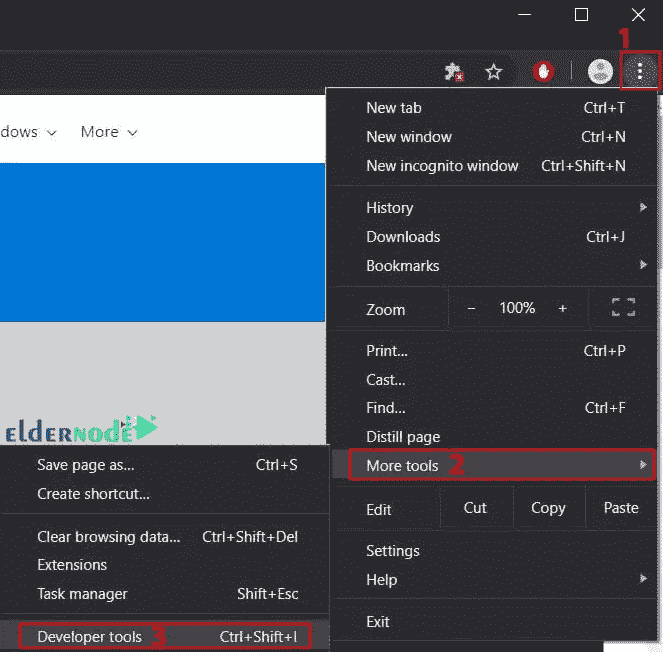 1
dows More
New tab Ctrl+T
New window Ctrl+N
New incognito window Ctrl+Shift+N
History
Downloads Ctrl+J
Bookmarks
Zoom - 100% +
Print... Ctrl+P
Cast...
Find... Ctrl+F
Distill page
More tools 2
Edit Cut Copy Paste
Settings
Help
Exit
elderNode
Save page as... Ctrl+S
Create shortcut...
Clear browsing data... Ctrl+Shift+Del
Extensions
Task manager Shift+Esc
Developer tools 3 Ctrl+Shift+I